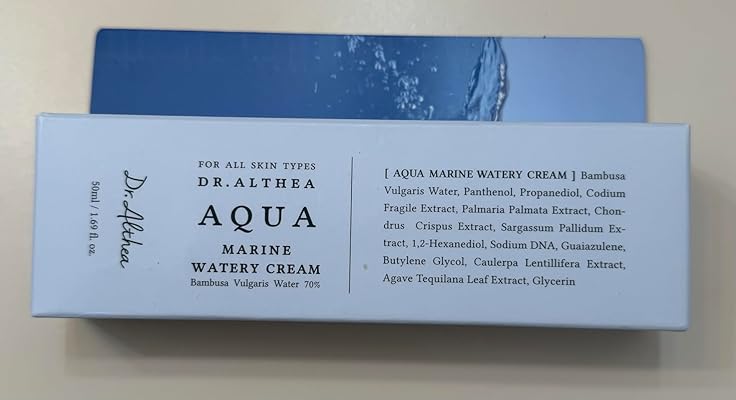 Dr.Althea
50ml / 1.69 fl. oz.
FOR ALL SKIN TYPES
DR.ALTHEA
AQUA
MARINE
WATERY CREAM
Bambusa Vulgaris Water 70%
[ AQUA MARINE WATERY CREAM ] Bambusa
Vulgaris Water, Panthenol, Propanediol, Codium
Fragile Extract, Palmaria Palmata Extract, Chon-
drus Crispus Extract, Sargassum Pallidum Ex-
tract, 1,2-Hexanediol, Sodium DNA, Guaiazulene,
Butylene Glycol, Caulerpa Lentillifera Extract,
Agave Tequilana Leaf Extract, Glycerin